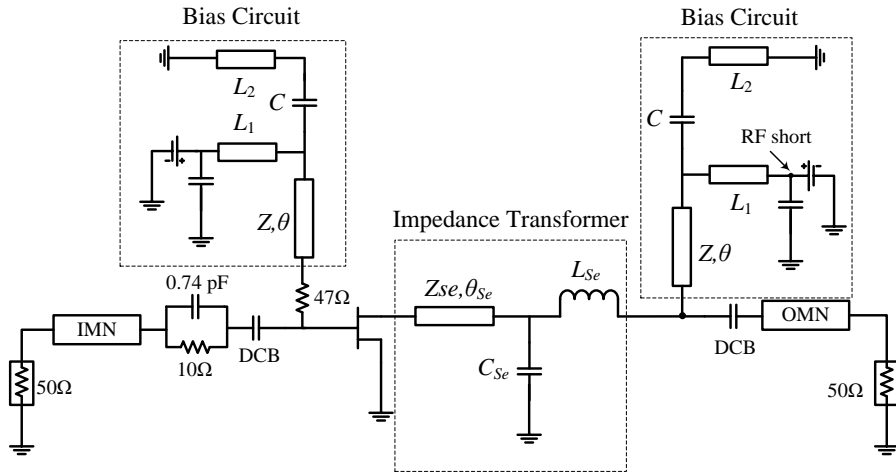 Bias Circuit
Bias Circuit
L2
L2
C
C
L1
RF short
- +
+ -
L1
Z,θ
Impedance Transformer
Z,θ
0.74 pF
47Ω
Zse,θSe
LSe
IMN
OMN
10Ω
DCB
DCB
CSe
50Ω
50Ω